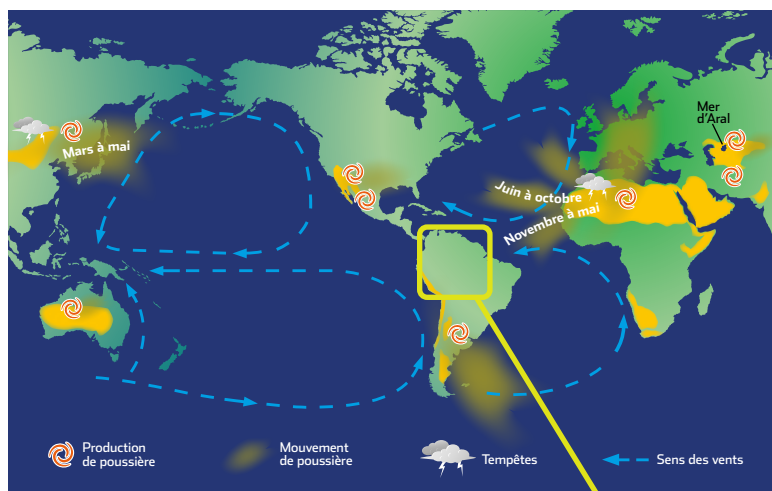 Mer
d'Aral
Mars à mai
Juin à octobre
Novembre à mai
Production
de poussière
Mouvement
de poussière
Tempêtes
Sens des vents